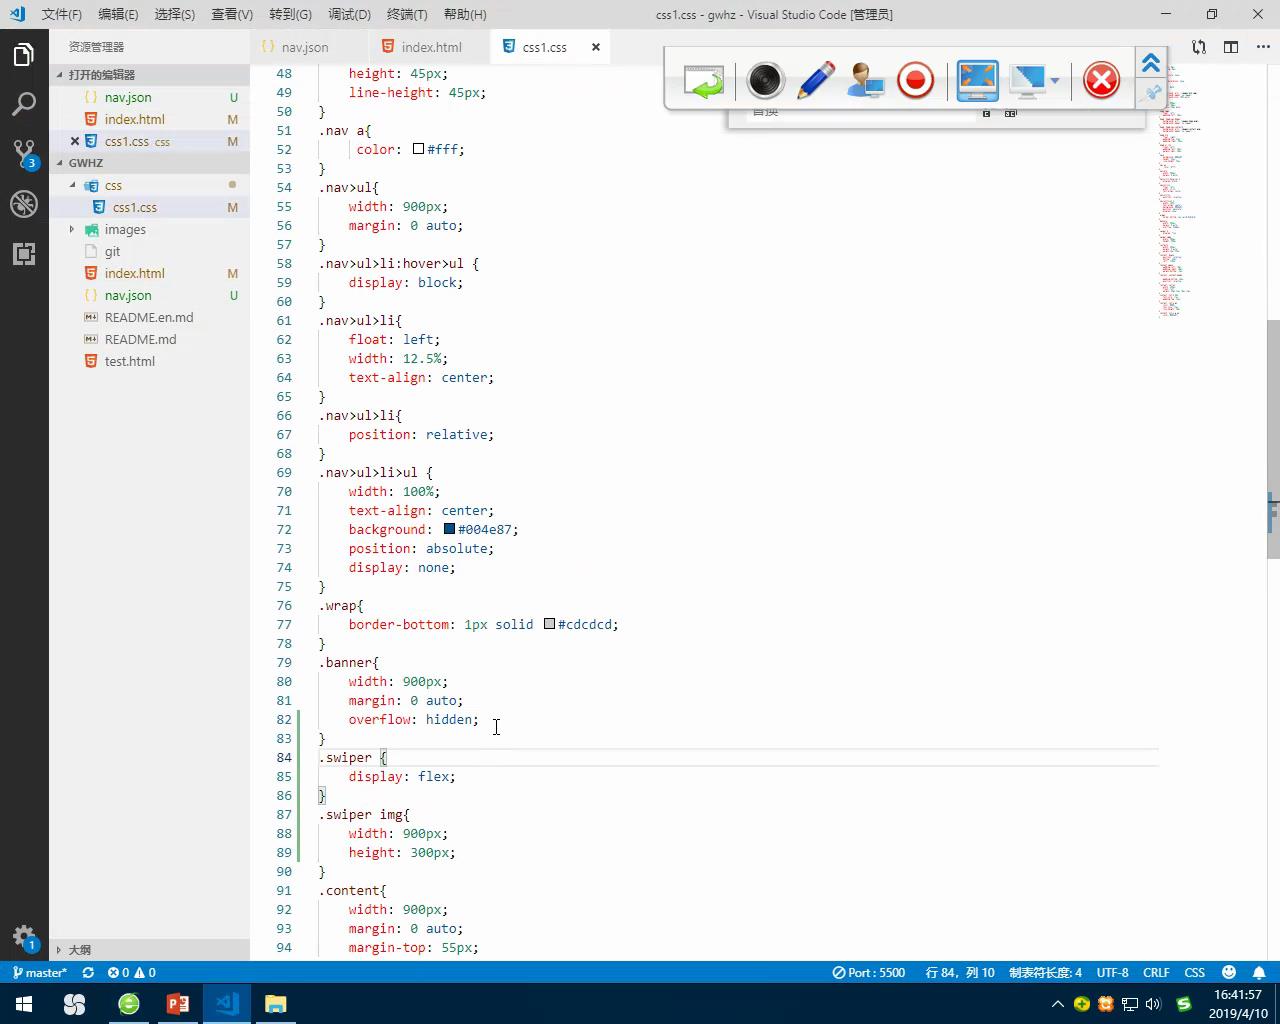 文件(F) 编辑(E) 选择(S) 查看(V) 转到(G) 调试(D) 终端(T) 帮助(H) css1.css - gwhz - Visual Studio Code [管理员]
资源管理器 nav.json index.html css1.css
打开的编辑器
nav.json U
index.html M
css1.css css M
GWHZ
css
css1.css M
images
git
index.html M
nav.json U
README.en.md
README.md
test.html
大纲
替换
48 height: 45px;
49 line-height: 45px;
50 }
51 .nav a{
52 color: #fff;
53 }
54 .nav>ul{
55 width: 900px;
56 margin: 0 auto;
57 }
58 .nav>ul>li:hover>ul {
59 display: block;
60 }
61 .nav>ul>li{
62 float: left;
63 width: 12.5%;
64 text-align: center;
65 }
66 .nav>ul>li{
67 position: relative;
68 }
69 .nav>ul>li>ul {
70 width: 100%;
71 text-align: center;
72 background: #004e87;
73 position: absolute;
74 display: none;
75 }
76 .wrap{
77 border-bottom: 1px solid #cdcdcd;
78 }
79 .banner{
80 width: 900px;
81 margin: 0 auto;
82 overflow: hidden;
83 }
84 .swiper {
85 display: flex;
86 }
87 .swiper img{
88 width: 900px;
89 height: 300px;
90 }
91 .content{
92 width: 900px;
93 margin: 0 auto;
94 margin-top: 55px;
3
1
master* 0 0 Port : 5500 行 84, 列 10 制表符长度: 4 UTF-8 CRLF CSS
16:41:57
2019/4/10